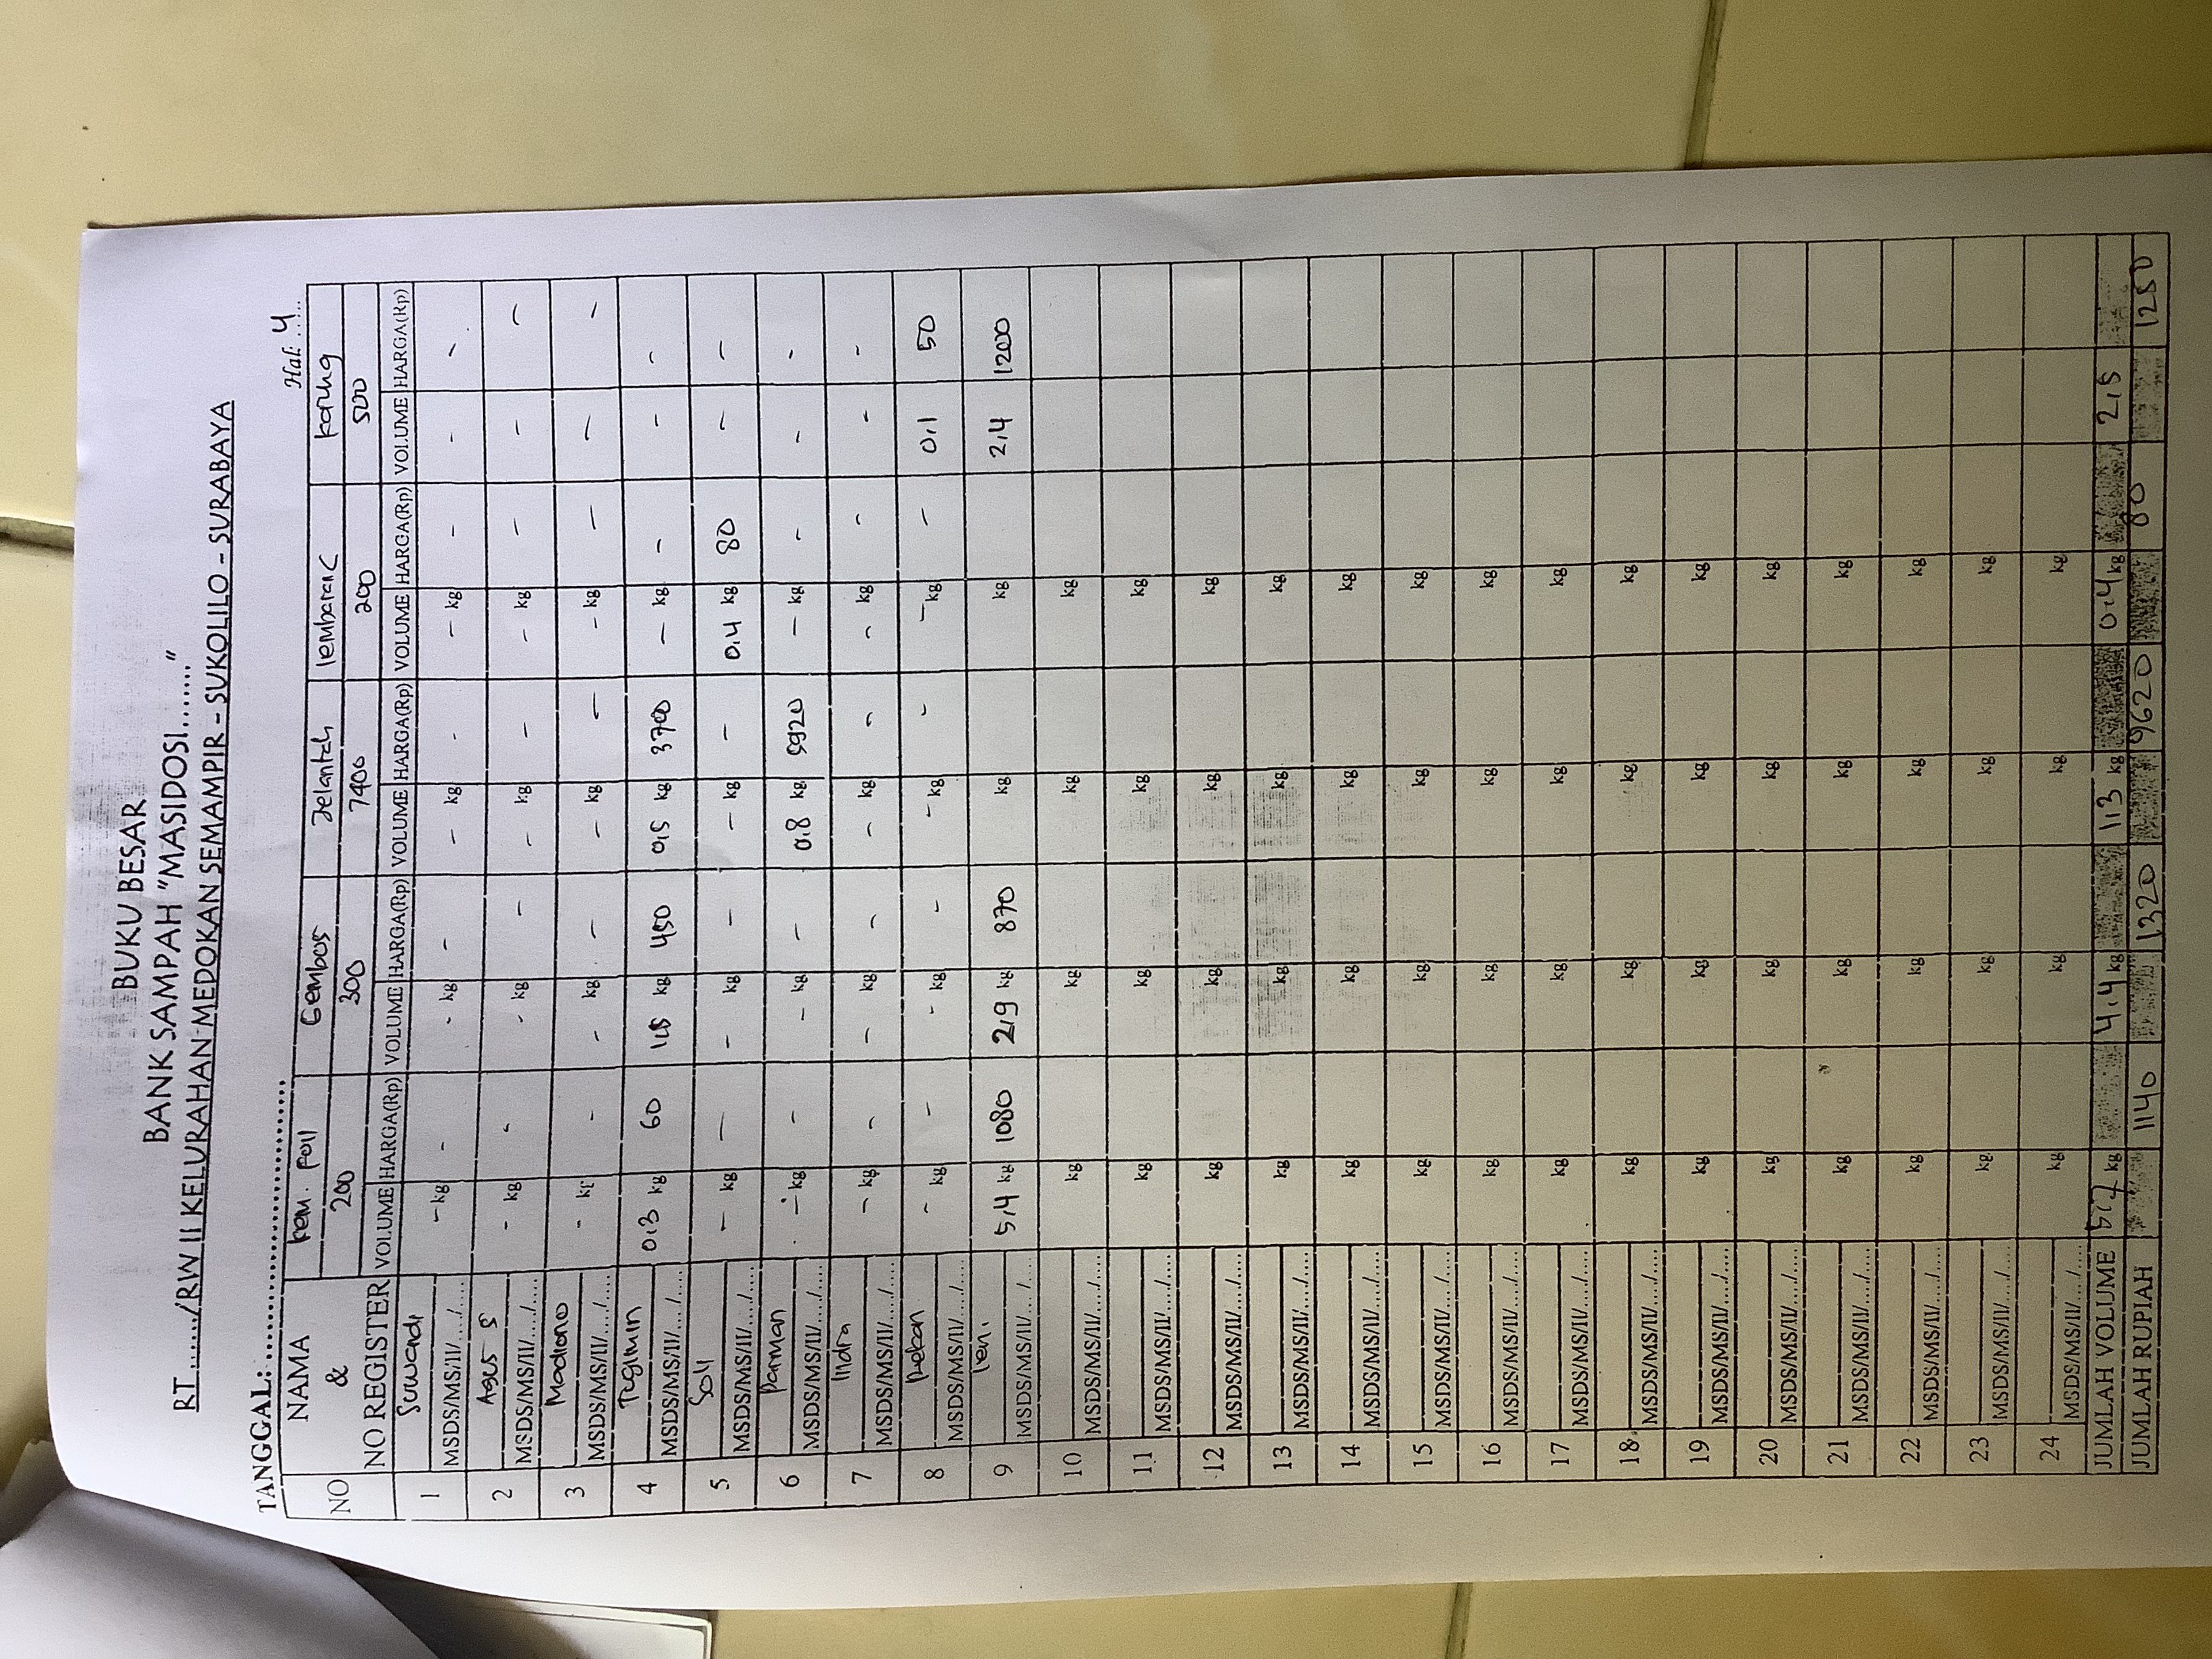 BUKU BESAR
BANK SAMPAH "MASIDOSI......."
RT ....../RW II KELURAHAN MEDOKAN SEMAMPIR - SUKOLILO - SURABAYA
TANGGAL: ..............................
Hal: 4
NO NAMA & NO REGISTER kem. foil Gembos Jelantah lembaran C karung
200 300 7400 200 500
VOLUME HARGA(Rp) VOLUME HARGA(Rp) VOLUME HARGA(Rp) VOLUME HARGA(Rp) VOLUME HARGA(Rp)
1 Suwandi - kg - - kg - - kg - - kg - - -
MSDS/MS/II/..../....
2 Agus S - kg - - kg - - kg - - kg - - -
MSDS/MS/II/..../....
3 Madiono - kg - - kg - - kg - - kg - - -
MSDS/MS/II/..../....
4 Tugimin 0,3 kg 60 1,5 kg 450 0,5 kg 3700 - kg - - -
MSDS/MS/II/..../....
5 - kg - - kg - - kg - 0,4 kg 80 - -
MSDS/MS/II/..../....
6 Parman - kg - - kg - 0,8 kg 5920 - kg - - -
MSDS/MS/II/..../....
7 Indra - kg - - kg - - kg - - kg - - -
MSDS/MS/II/..../....
8 - kg - - kg - - kg - - kg - 0,1 50
MSDS/MS/II/..../....
9 5,4 kg 1080 2,9 kg 870 kg kg 2,4 1200
MSDS/MS/II/..../....
10 kg kg kg kg
MSDS/MS/II/..../....
11 kg kg kg kg
MSDS/MS/II/..../....
12 kg kg kg kg
MSDS/MS/II/..../....
13 kg kg kg kg
MSDS/MS/II/..../....
14 kg kg kg kg
MSDS/MS/II/..../....
15 kg kg kg kg
MSDS/MS/II/..../....
16 kg kg kg kg
MSDS/MS/II/..../....
17 kg kg kg kg
MSDS/MS/II/..../....
18 kg kg kg kg
MSDS/MS/II/..../....
19 kg kg kg kg
MSDS/MS/II/..../....
20 kg kg kg kg
MSDS/MS/II/..../....
21 kg kg kg kg
MSDS/MS/II/..../....
22 kg kg kg kg
MSDS/MS/II/..../....
23 kg kg kg kg
MSDS/MS/II/..../....
24 kg kg kg kg
MSDS/MS/II/..../....
JUMLAH VOLUME 5,7 kg 4,4 kg 1,3 kg 0,4 kg 2,5
JUMLAH RUPIAH 1140 1320 9620 80 1250